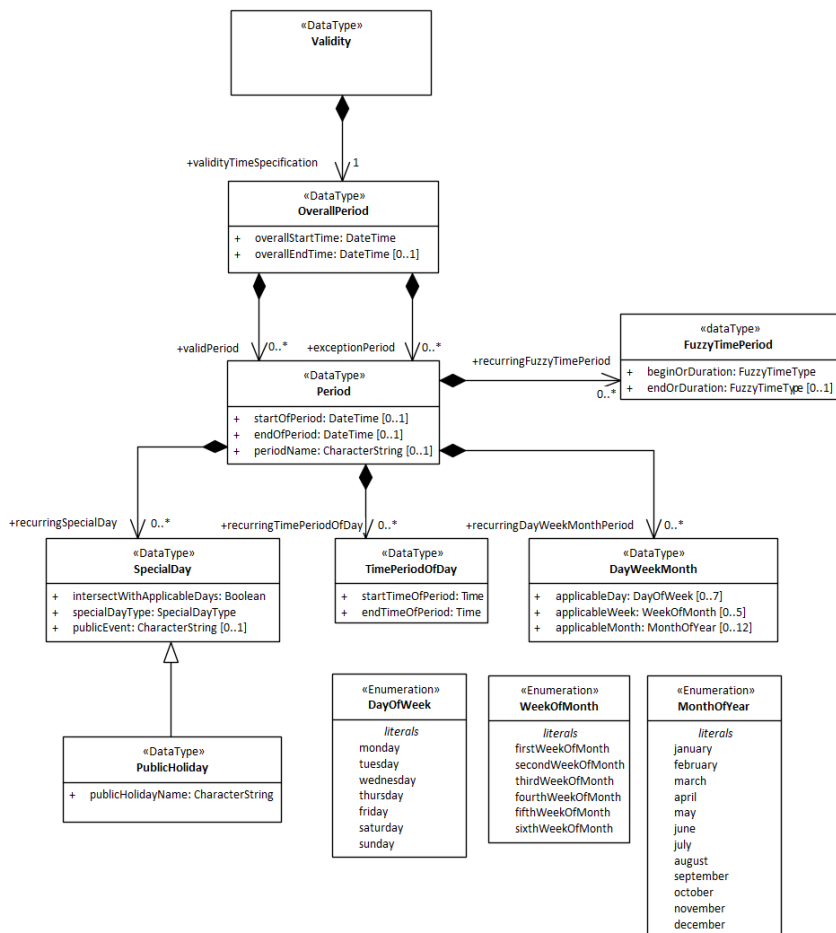 «DataType»
Validity
+validityTimeSpecification
1
«DataType»
OverallPeriod
+ overallStartTime: DateTime
+ overallEndTime: DateTime [0..1]
+validPeriod
0..*
+exceptionPeriod
0..*
«DataType»
Period
+ startOfPeriod: DateTime [0..1]
+ endOfPeriod: DateTime [0..1]
+ periodName: CharacterString [0..1]
+recurringFuzzyTimePeriod
0..*
«dataType»
FuzzyTimePeriod
+ beginOrDuration: FuzzyTimeType
+ endOrDuration: FuzzyTimeType [0..1]
+recurringSpecialDay
0..*
+recurringTimePeriodOfDay
0..*
+recurringDayWeekMonthPeriod
0..*
«DataType»
SpecialDay
+ intersectWithApplicableDays: Boolean
+ specialDayType: SpecialDayType
+ publicEvent: CharacterString [0..1]
«DataType»
TimePeriodOfDay
+ startTimeOfPeriod: Time
+ endTimeOfPeriod: Time
«DataType»
DayWeekMonth
+ applicableDay: DayOfWeek [0..7]
+ applicableWeek: WeekOfMonth [0..5]
+ applicableMonth: MonthOfYear [0..12]
«DataType»
PublicHoliday
+ publicHolidayName: CharacterString
«Enumeration»
DayOfWeek
literals
monday
tuesday
wednesday
thursday
friday
saturday
sunday
«Enumeration»
WeekOfMonth
literals
firstWeekOfMonth
secondWeekOfMonth
thirdWeekOfMonth
fourthWeekOfMonth
fifthWeekOfMonth
sixthWeekOfMonth
«Enumeration»
MonthOfYear
literals
january
february
march
april
may
june
july
august
september
october
november
december